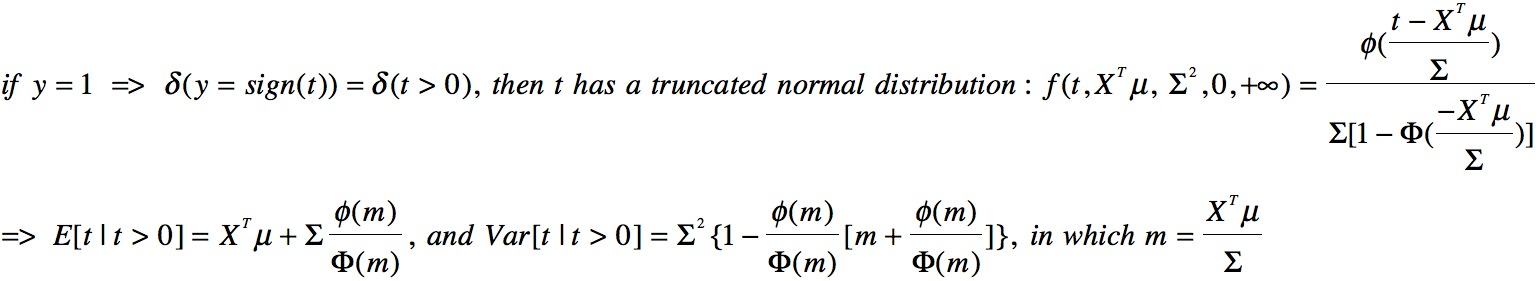 if y = 1 => δ(y = sign(t)) = δ(t > 0), then t has a truncated normal distribution : f(t,X^T μ, Σ^2,0,+∞) = ϕ((t − X^T μ)/Σ) / (Σ[1 − Φ((−X^T μ)/Σ)])
=> E[t | t > 0] = X^T μ + Σ ϕ(m)/Φ(m), and Var[t | t > 0] = Σ^2 {1 − ϕ(m)/Φ(m) [m + ϕ(m)/Φ(m)]}, in which m = X^T μ/Σ